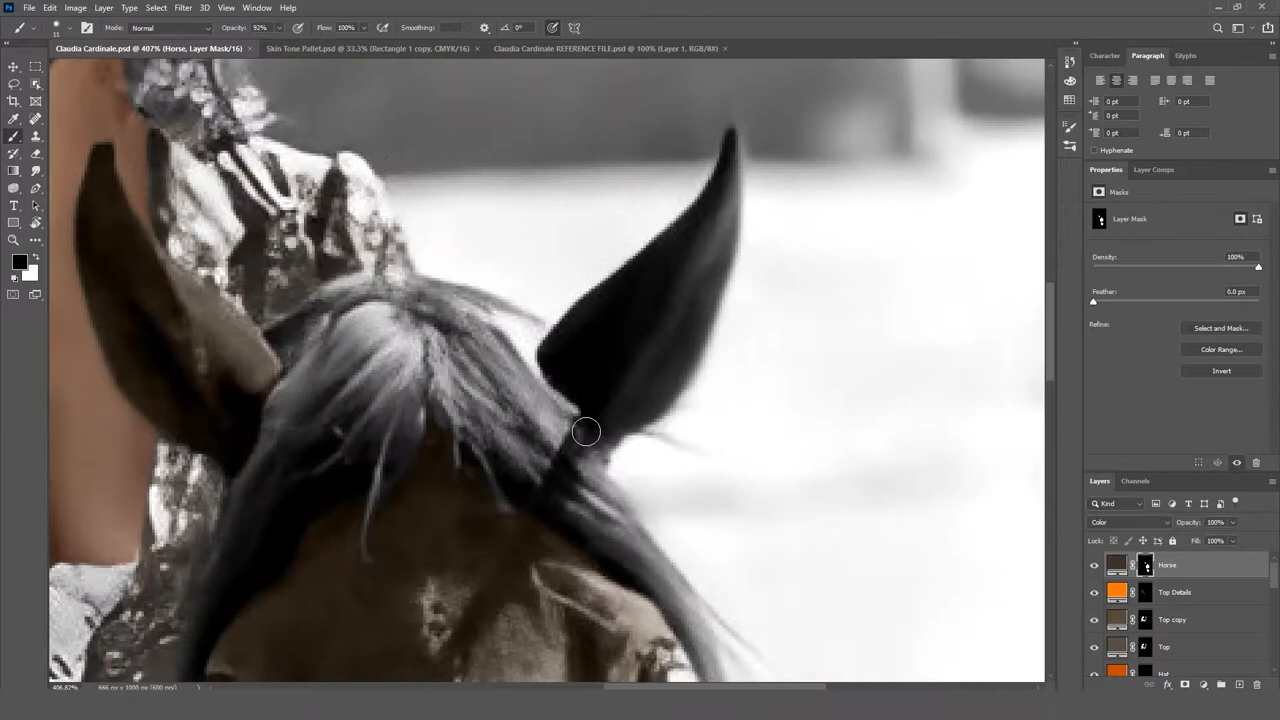 File Edit Image Layer Type Select Filter 3D View Window Help
11 Mode: Normal Opacity: 92% Flow: 100% Smoothing: 0°
Claudia Cardinale.psd @ 407% (Horse, Layer Mask/16) × Skin Tone Pallet.psd @ 33.3% (Rectangle 1 copy, CMYK/16) × Claudia Cardinale REFERENCE FILE.psd @ 100% (Layer 1, RGB/8#) ×
Character Paragraph Glyphs
0 pt 0 pt
0 pt
0 pt 0 pt
Hyphenate
Properties Layer Comps
Masks
Layer Mask
Density: 100%
Feather: 0.0 px
Refine: Select and Mask...
Color Range...
Invert
Layers Channels
Kind
Color Opacity: 100%
Lock: Fill: 100%
Horse
Top Details
Top copy
Top
Hat
406.82% 666 px x 1000 px (600 ppi)